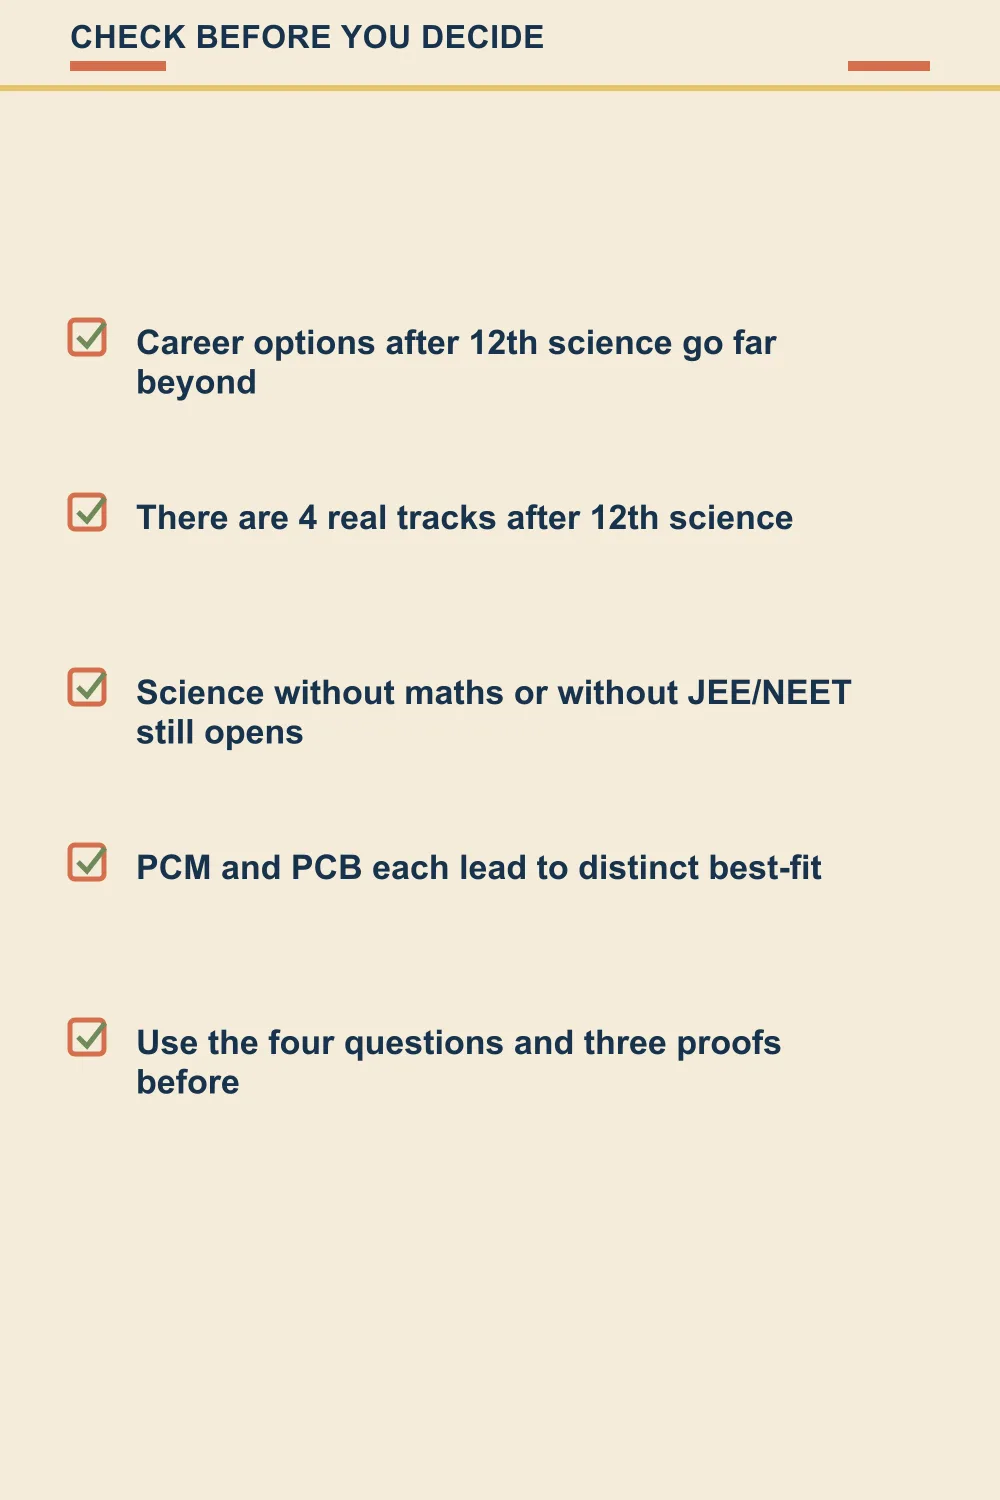 CHECK BEFORE YOU DECIDE
Career options after 12th science go far
beyond
There are 4 real tracks after 12th science
Science without maths or without JEE/NEET
still opens
PCM and PCB each lead to distinct best-fit
Use the four questions and three proofs
before